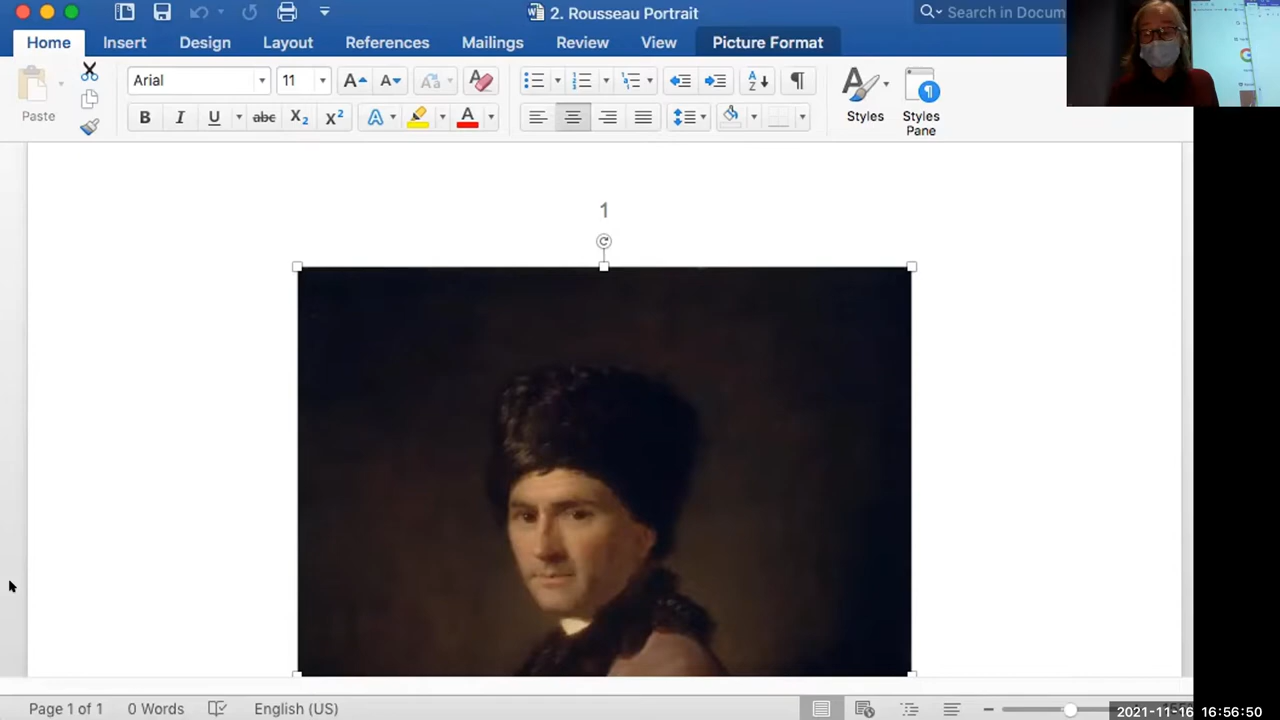 2. Rousseau Portrait
Search in Docum
Home Insert Design Layout References Mailings Review View Picture Format
Paste
Arial 11
B I U abc X₂ X²
Styles
Styles
Pane
1
Page 1 of 1 0 Words English (US)
2021-11-16 16:56:50